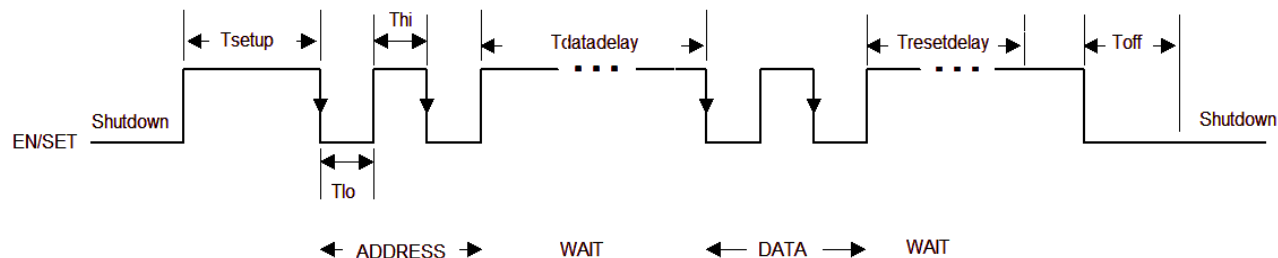 Thi
Tsetup
Tdatadelay
Tresetdelay
Toff
Shutdown
Shutdown
EN/SET
Tlo
ADDRESS
WAIT
DATA
WAIT